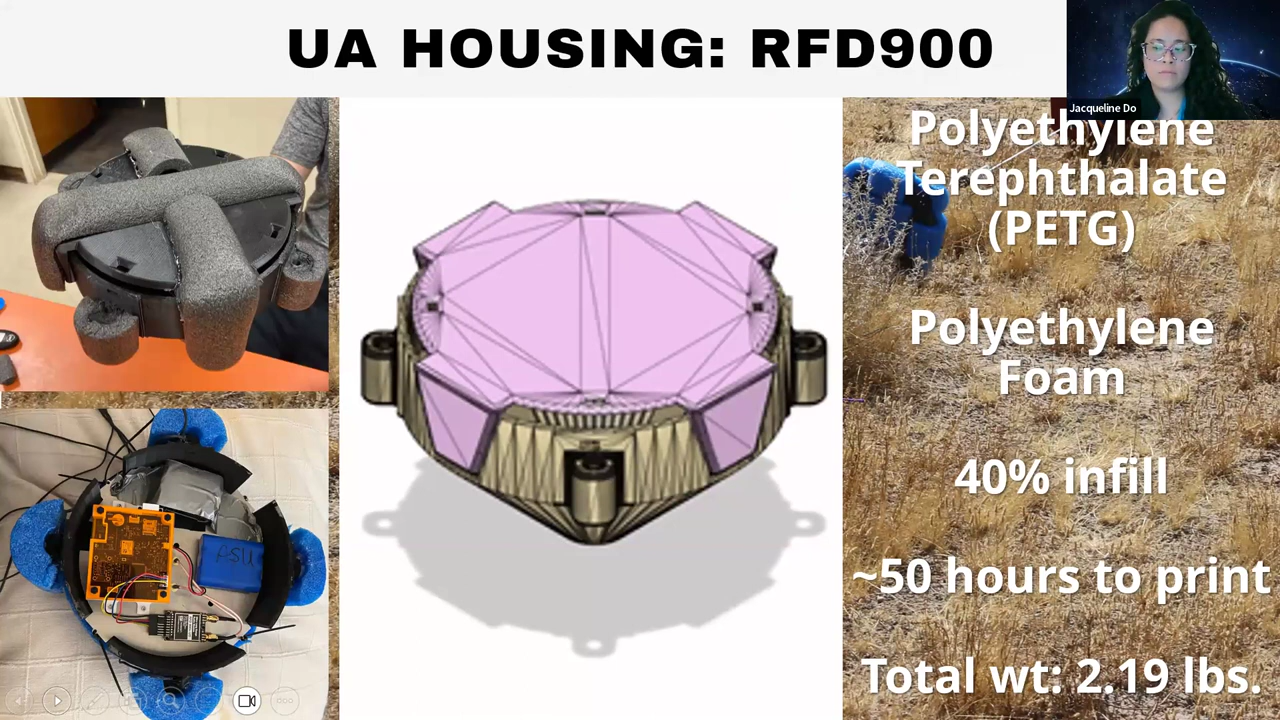 UA HOUSING: RFD900
Jacqueline Do
Polyethylene
Terephthalate
(PETG)
Polyethylene
Foam
40% infill
~50 hours to print
Total wt: 2.19 lbs.
ASU